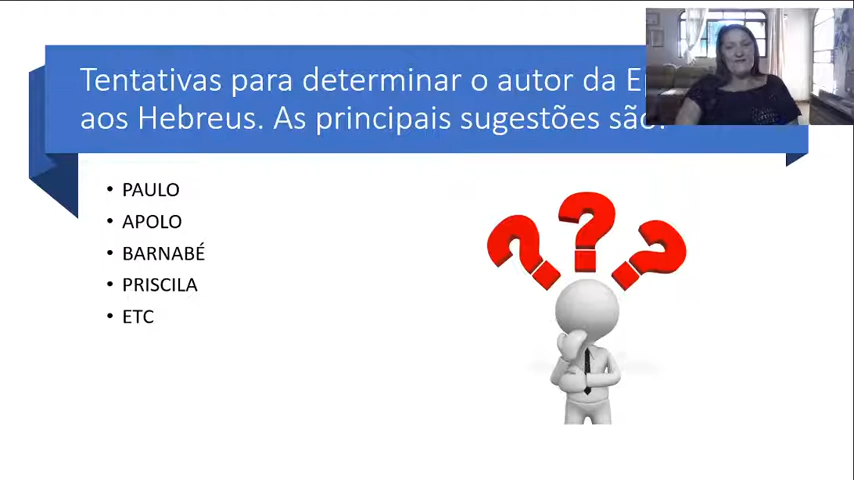 Tentativas para determinar o autor da
aos Hebreus. As principais sugestões são
• PAULO
• APOLO
• BARNABÉ
• PRISCILA
• ETC